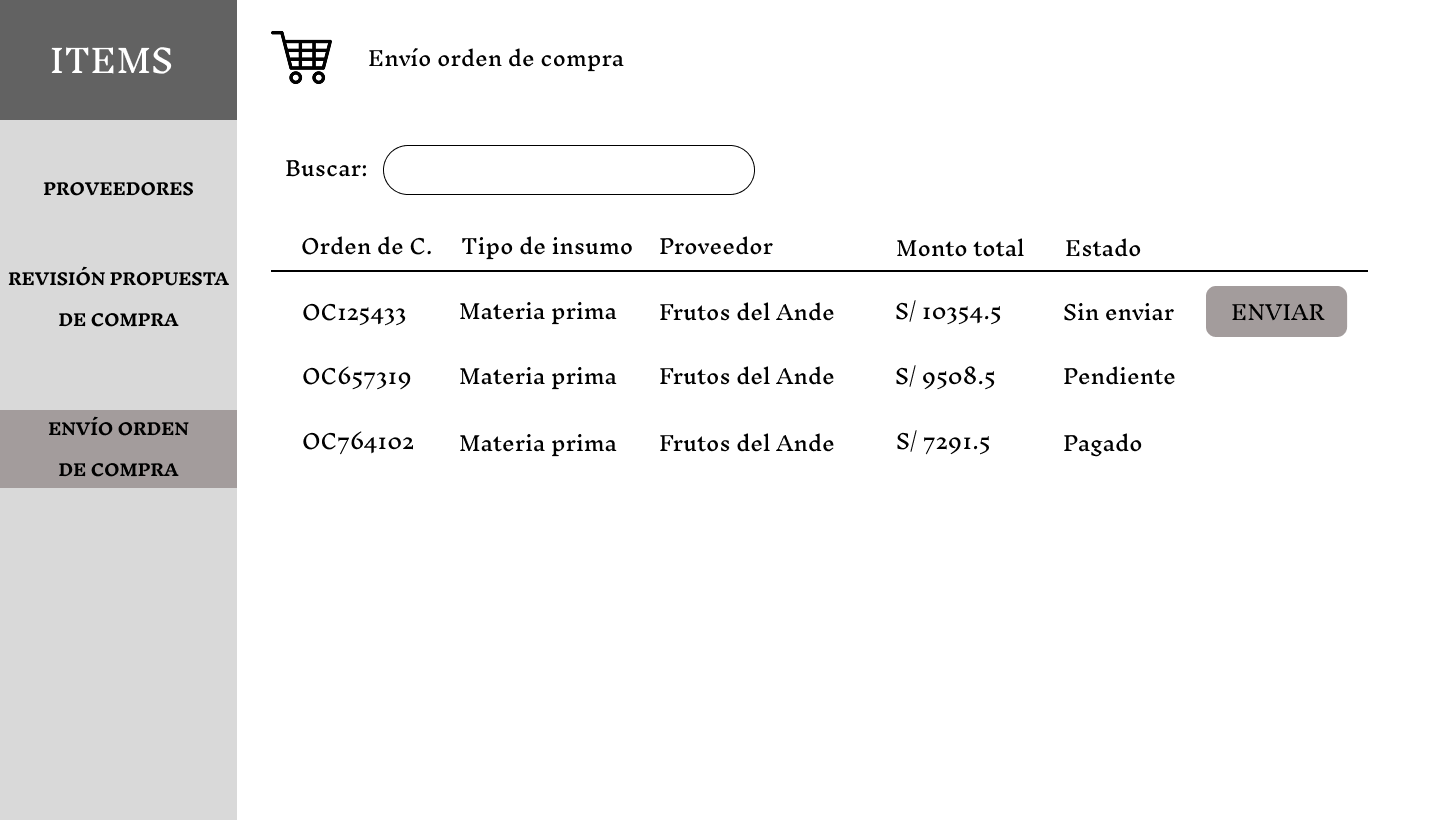 ITEMS
Envío orden de compra
PROVEEDORES
REVISIÓN PROPUESTA
DE COMPRA
ENVÍO ORDEN
DE COMPRA
Buscar:
Orden de C. Tipo de insumo Proveedor Monto total Estado
OC125433 Materia prima Frutos del Ande S/ 10354.5 Sin enviar ENVIAR
OC657319 Materia prima Frutos del Ande S/ 9508.5 Pendiente
OC764102 Materia prima Frutos del Ande S/ 7291.5 Pagado